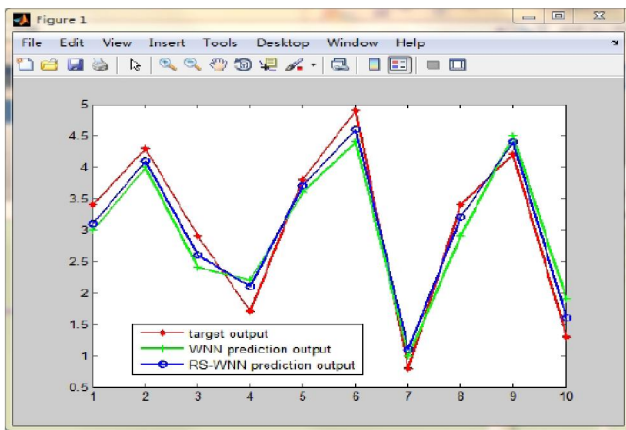 Figure 1
File Edit View Insert Tools Desktop Window Help
5
4.5
4
3.5
3
2.5
2
1.5
1
0.5
target output
WNN prediction output
RS-WNN prediction output
1 2 3 4 5 6 7 8 9 10